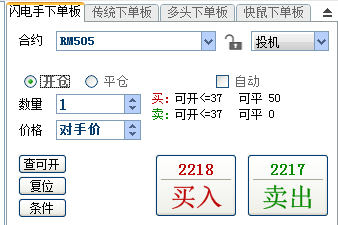 闪电手下单板 传统下单板 多头下单板 快鼠下单板
合约 RM505 投机
开仓 平仓 自动
数量 1 买: 可开<=37 可平 50
卖: 可开<=37 可平 0
价格 对手价
查可开
复位
条件
2218 2217
买入 卖出